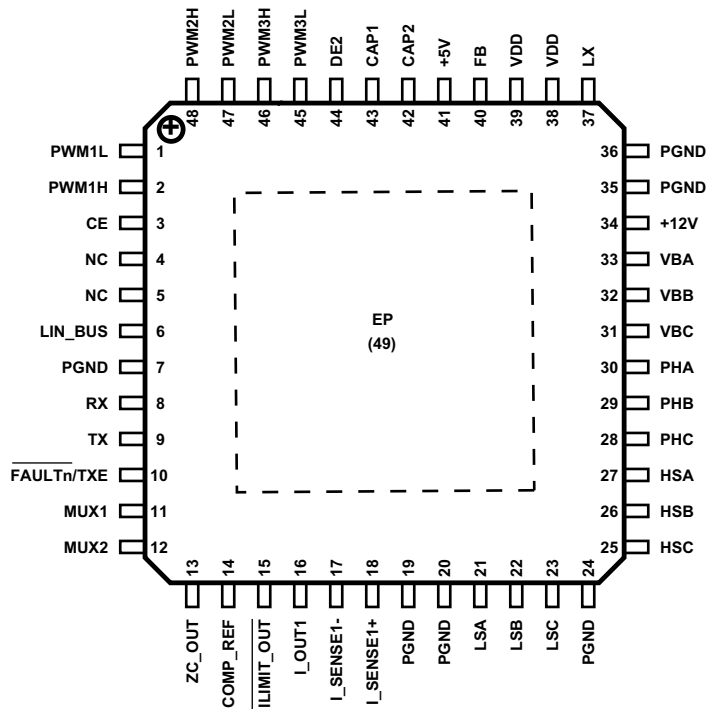 PWM2H
PWM2L
PWM3H
PWM3L
DE2
CAP1
CAP2
+5V
FB
VDD
VDD
LX
48
47
46
45
44
43
42
41
40
39
38
37
PWM1L 1
PWM1H 2
CE 3
NC 4
NC 5
LIN_BUS 6
PGND 7
RX 8
TX 9
FAULTn/TXE 10
MUX1 11
MUX2 12
EP
(49)
36 PGND
35 PGND
34 +12V
33 VBA
32 VBB
31 VBC
30 PHA
29 PHB
28 PHC
27 HSA
26 HSB
25 HSC
13
14
15
16
17
18
19
20
21
22
23
24
ZC_OUT
COMP_REF
ILIMIT_OUT
I_OUT1
I_SENSE1-
I_SENSE1+
PGND
PGND
LSA
LSB
LSC
PGND